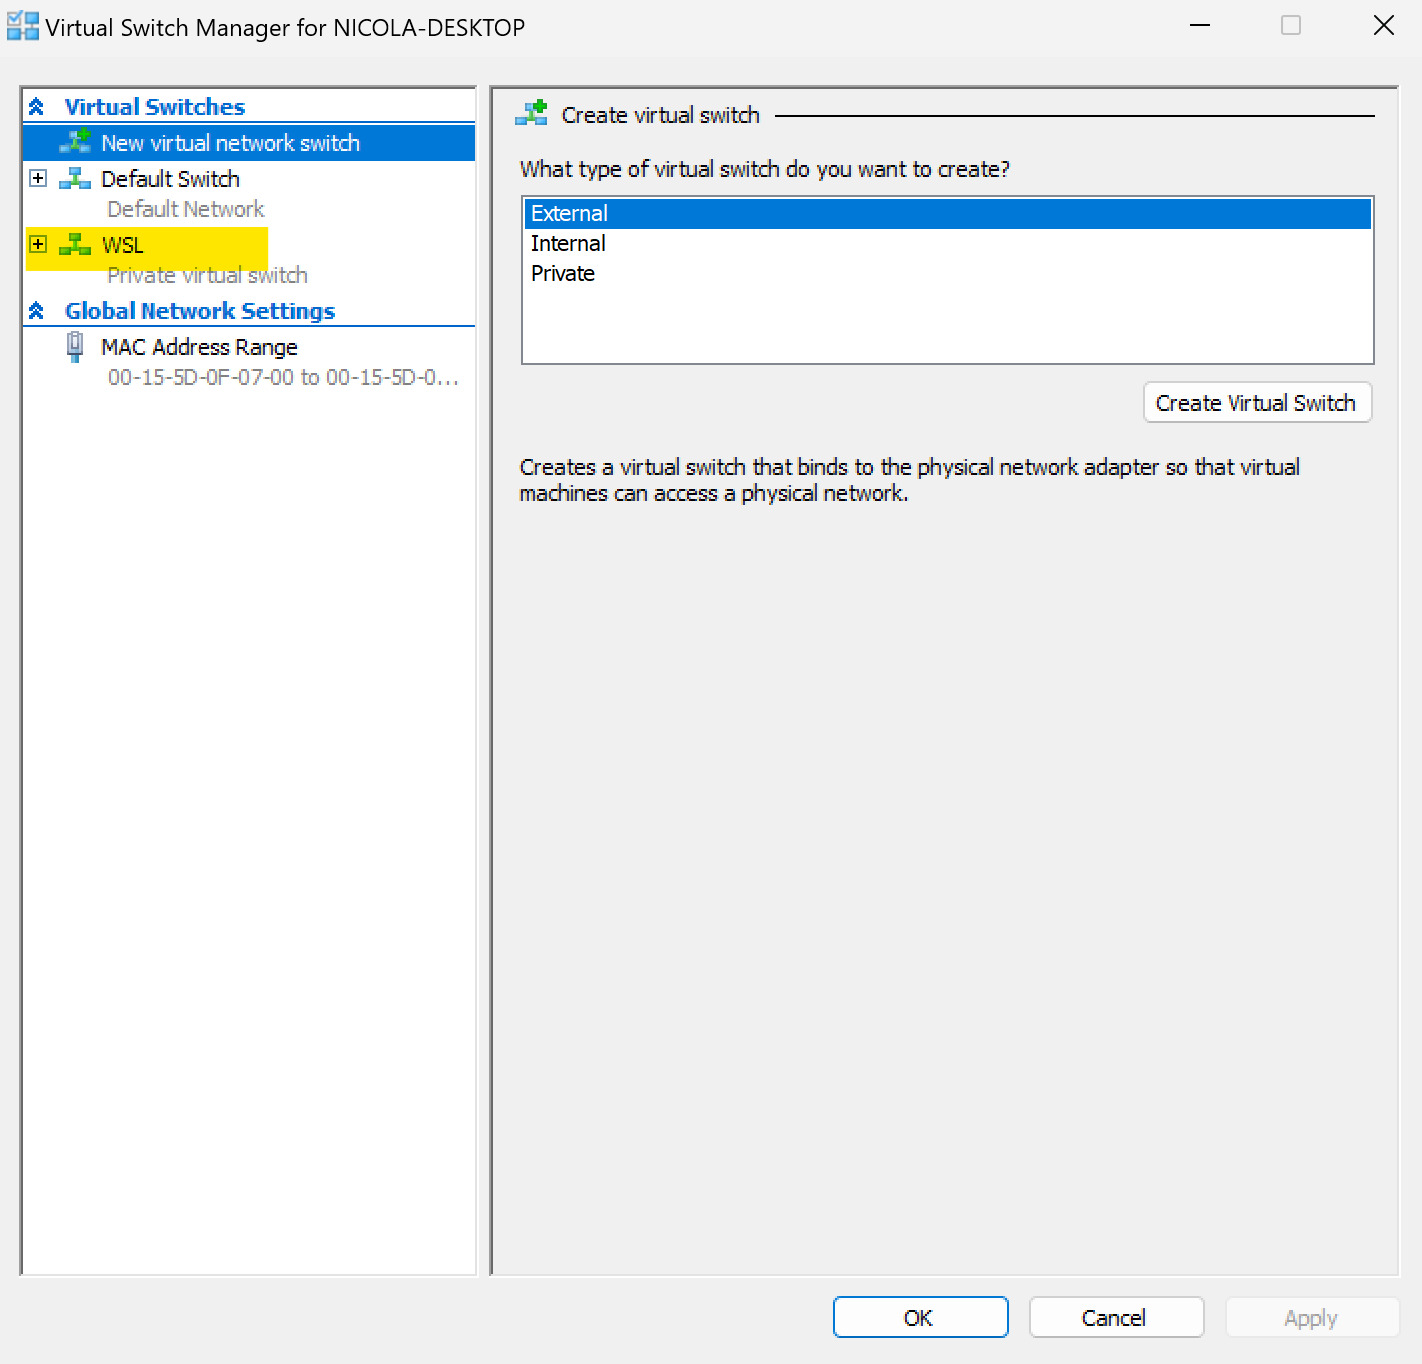 Virtual Switch Manager for NICOLA-DESKTOP
Virtual Switches
New virtual network switch
Default Switch
Default Network
WSL
Private virtual switch
Global Network Settings
MAC Address Range
00-15-5D-0F-07-00 to 00-15-5D-0...
Create virtual switch
What type of virtual switch do you want to create?
External
Internal
Private
Create Virtual Switch
Creates a virtual switch that binds to the physical network adapter so that virtual
machines can access a physical network.
OK
Cancel
Apply